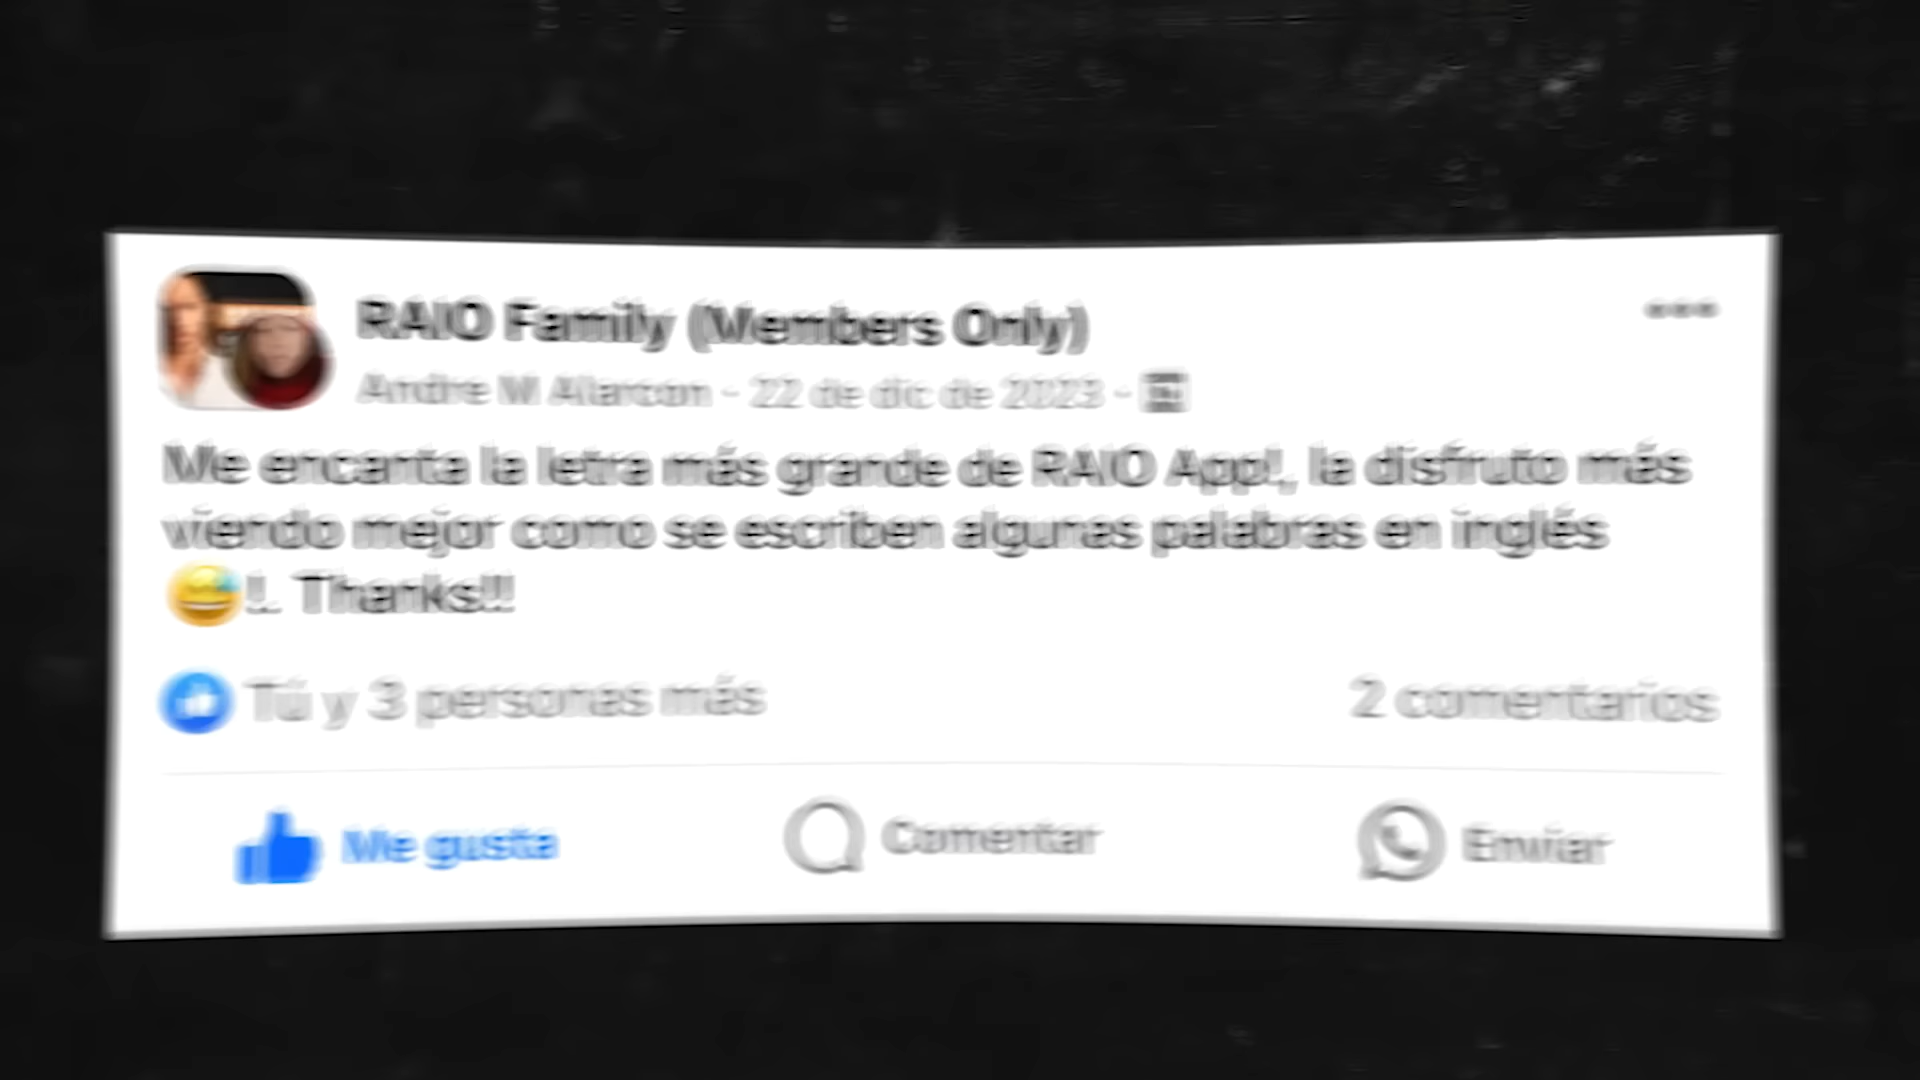 RAIO Family (Members Only)
Andre M Alarcon · 22 de dic de 2023 ·
Me encanta la letra más grande de RAIO App!, la disfruto más
viendo mejor como se escriben algunas palabras en inglés
😅!. Thanks!!
Tú y 3 personas más
2 comentarios
Me gusta
Comentar
Enviar